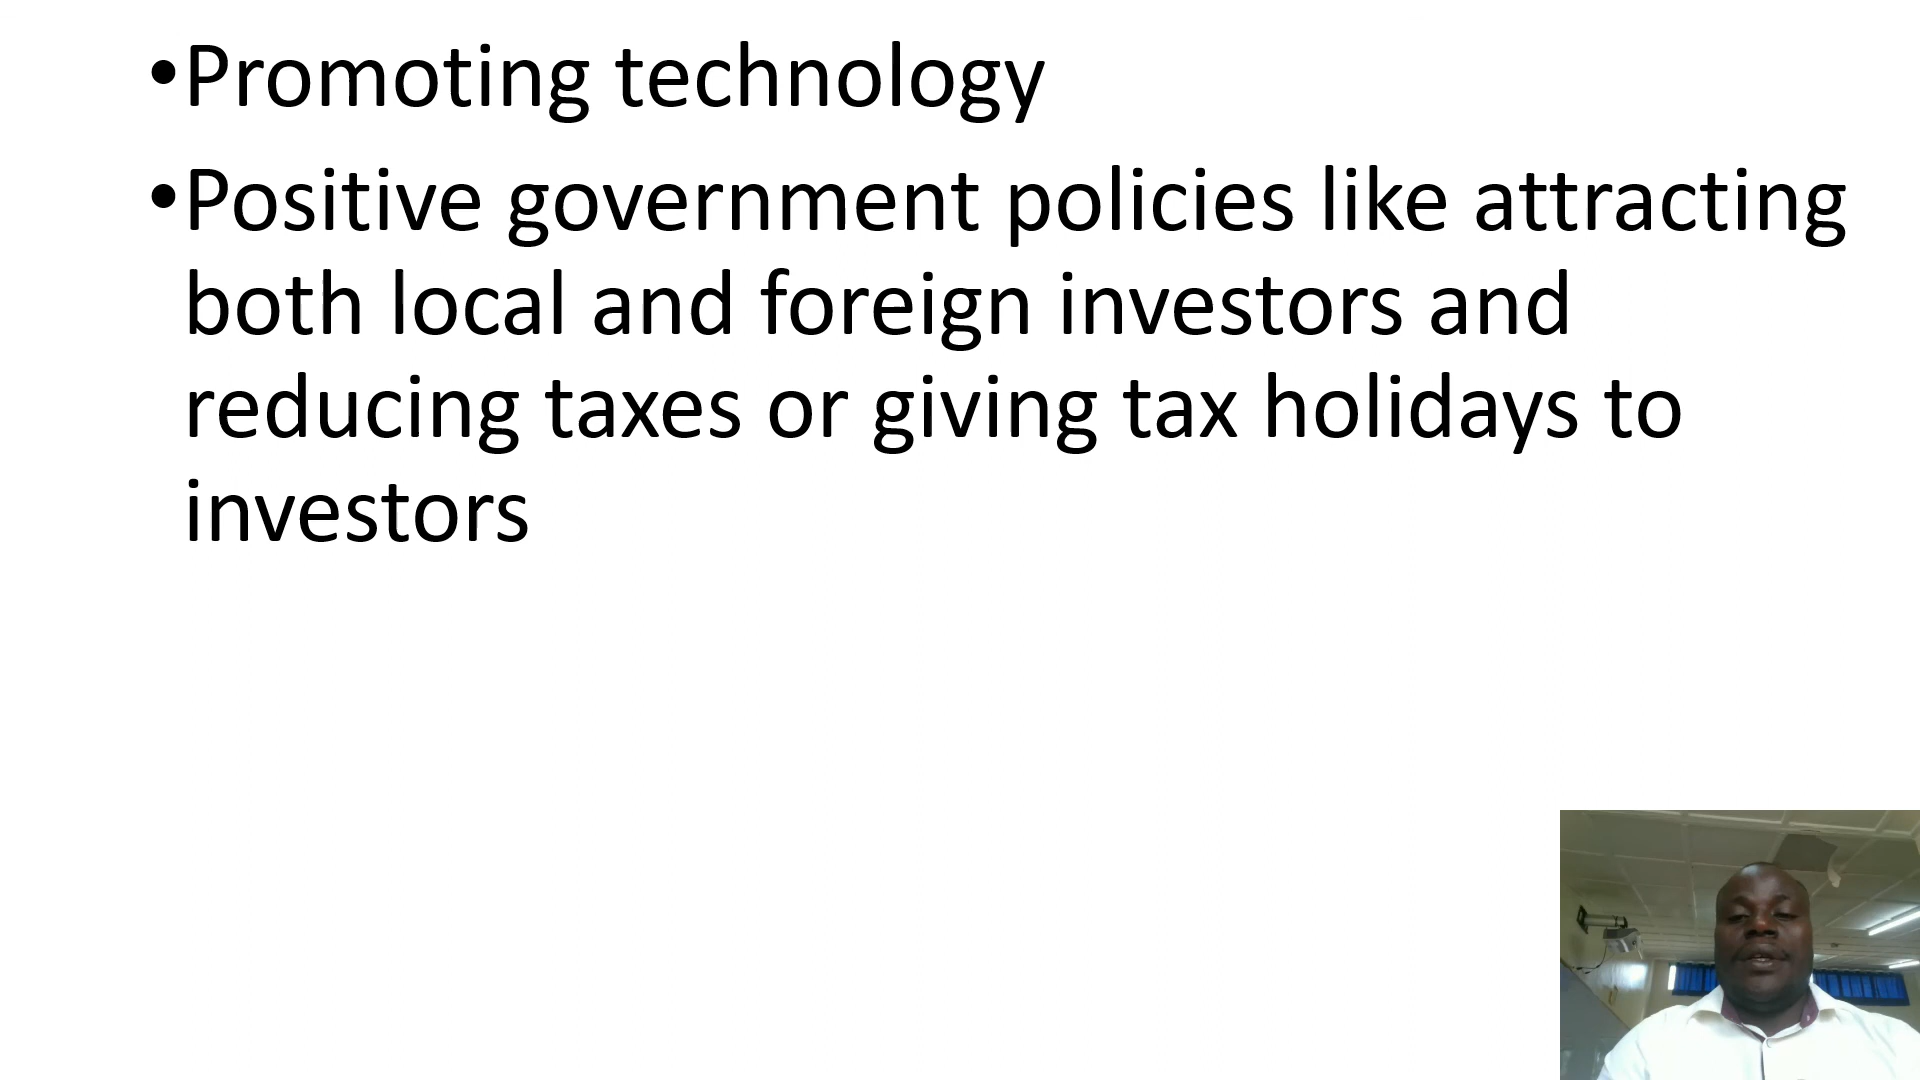 •Promoting technology
•Positive government policies like attracting
both local and foreign investors and
reducing taxes or giving tax holidays to
investors